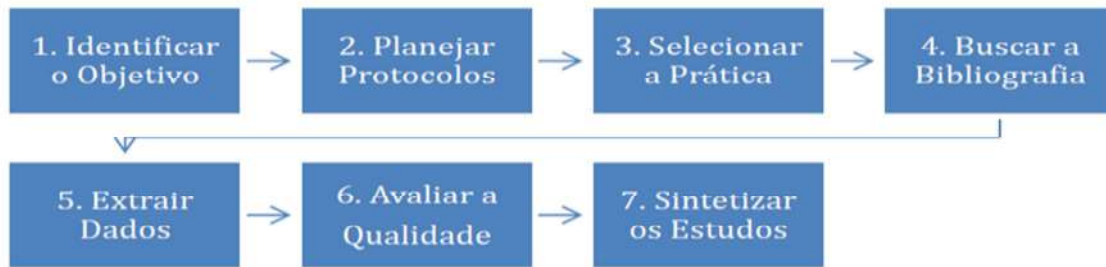 1. Identificar
o Objetivo
2. Planejar
Protocolos
3. Selecionar
a Prática
4. Buscar a
Bibliografia
5. Extrair
Dados
6. Avaliar a
Qualidade
7. Sintetizar
os Estudos